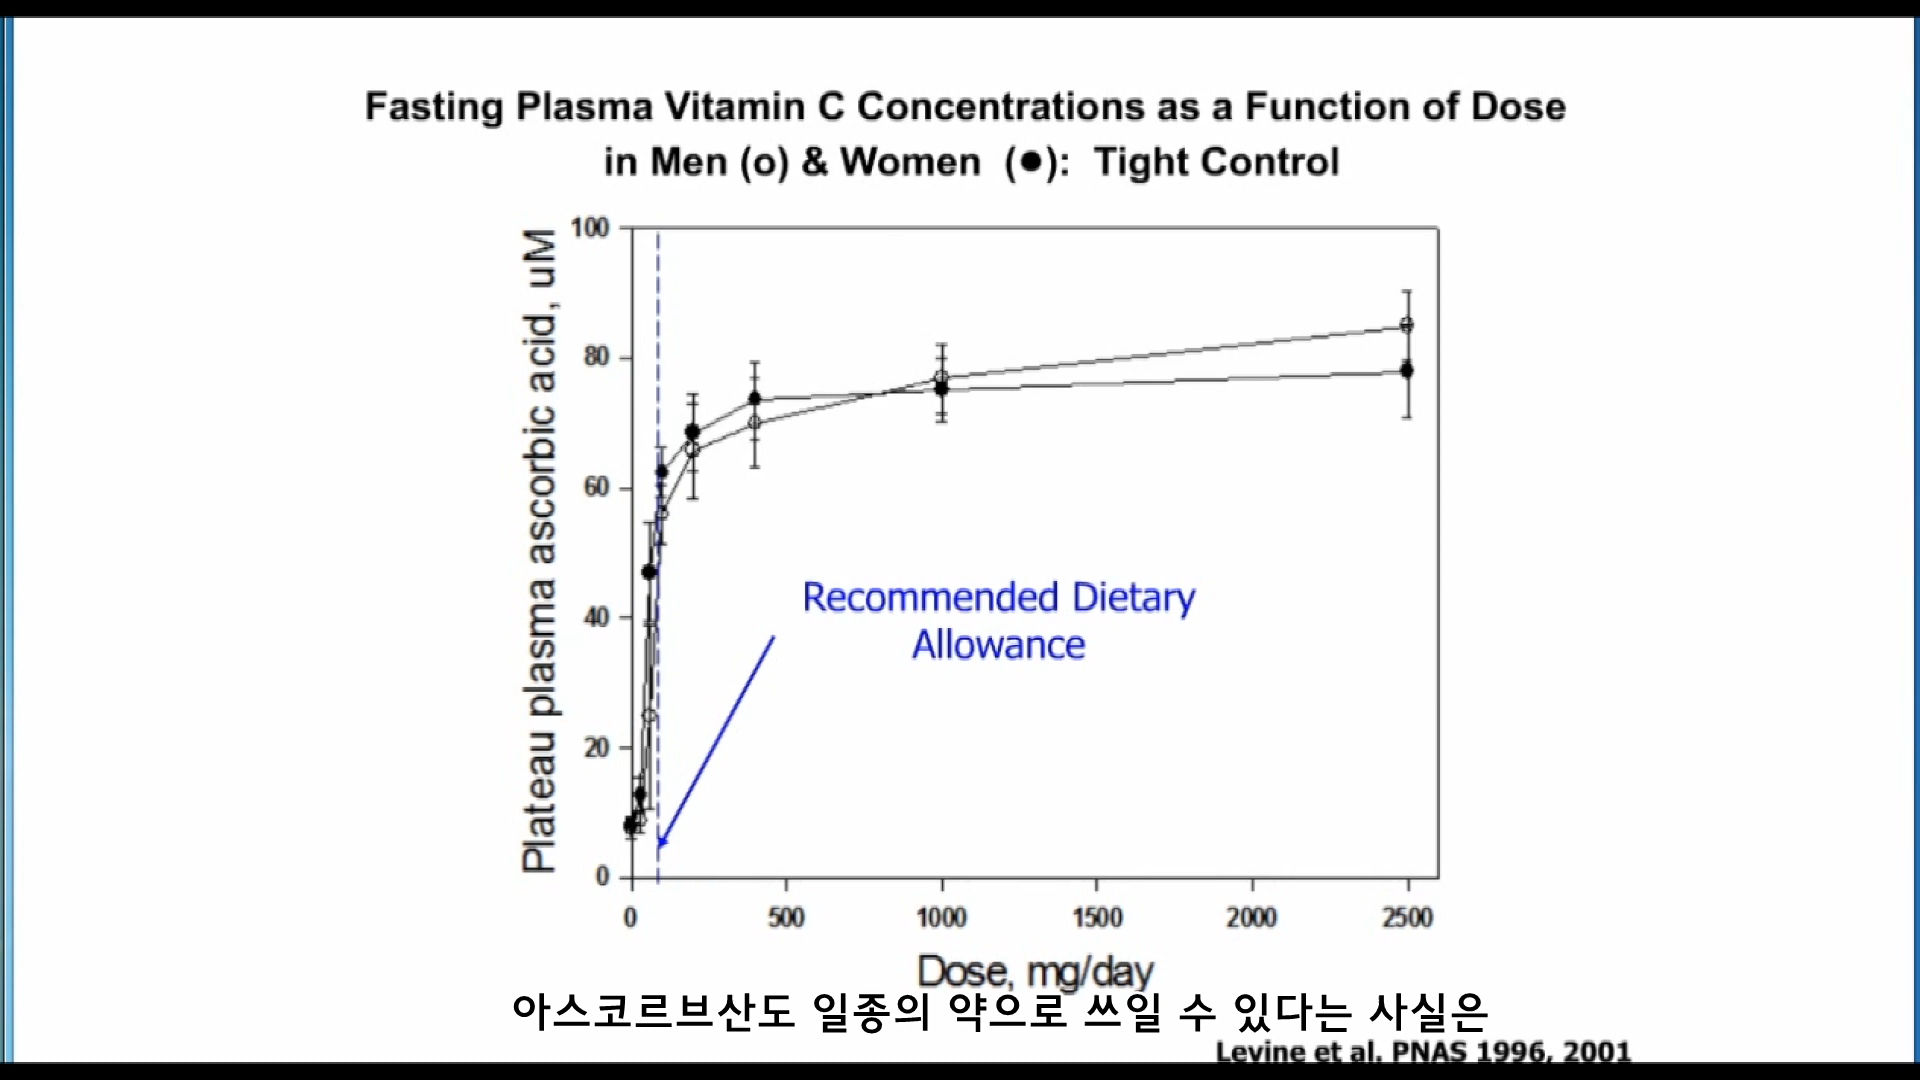 Fasting Plasma Vitamin C Concentrations as a Function of Dose
in Men (o) & Women (●): Tight Control
Plateau plasma ascorbic acid, uM
100
80
60
40
20
0
Recommended Dietary
Allowance
0 500 1000 1500 2000 2500
Dose, mg/day
아스코르브산도 일종의 약으로 쓰일 수 있다는 사실은
Levine et al. PNAS 1996, 2001